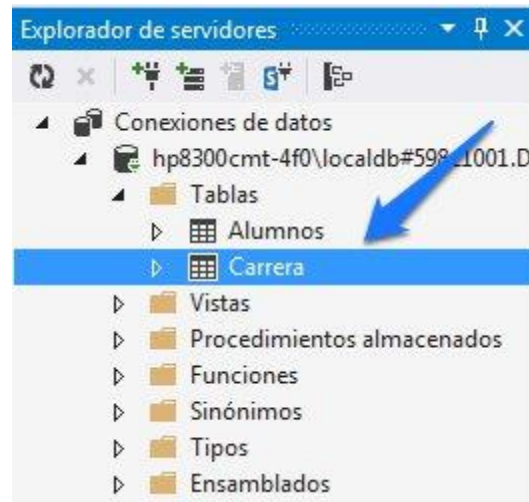 Explorador de servidores
Conexiones de datos
hp8300cmt-4f0\localdb#59
Tablas
Alumnos
Carrera
Vistas
Procedimientos almacenados
Funciones
Sinónimos
Tipos
Ensamblados